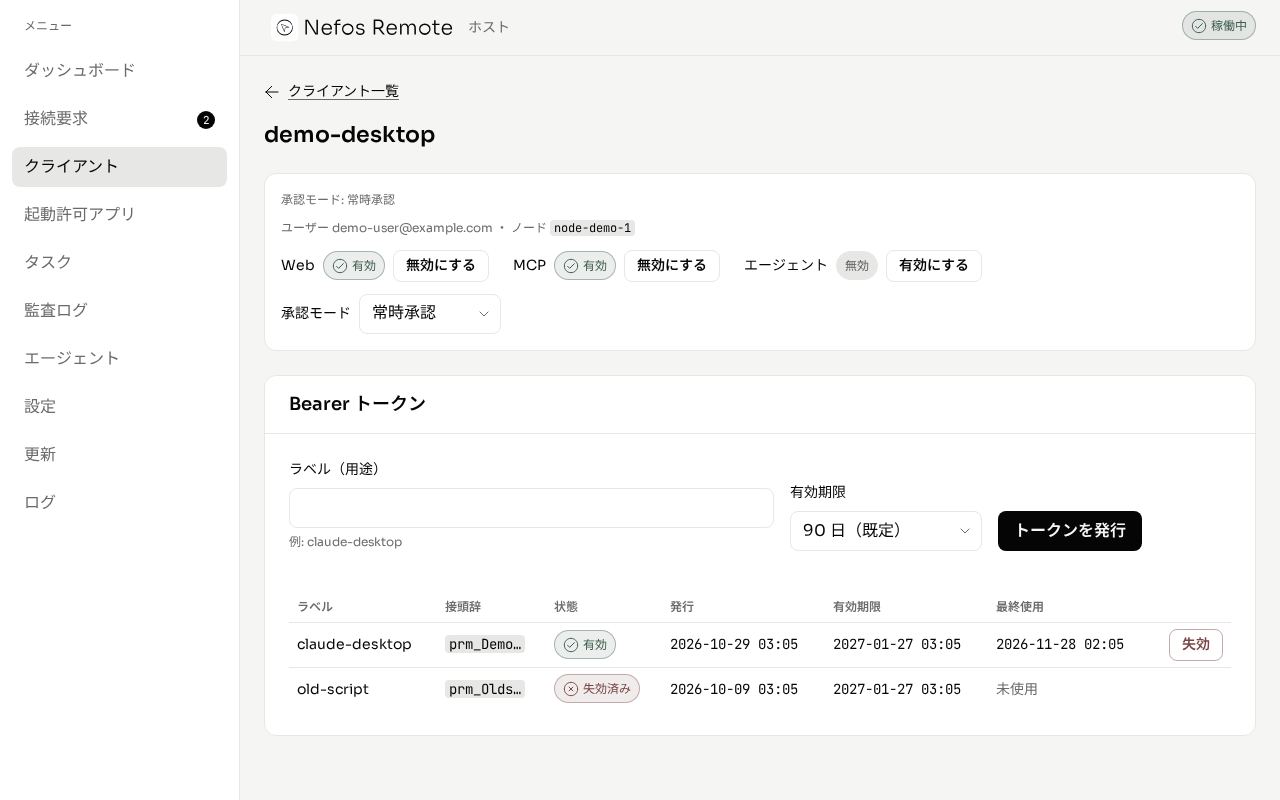 メニュー
ダッシュボード
接続要求 2
クライアント
起動許可アプリ
タスク
監査ログ
エージェント
設定
更新
ログ
Nefos Remote ホスト
稼働中
クライアント一覧
demo-desktop
承認モード: 常時承認
ユーザー demo-user@example.com ・ ノード node-demo-1
Web 有効 無効にする MCP 有効 無効にする エージェント 無効 有効にする
承認モード 常時承認
Bearer トークン
ラベル（用途）
有効期限
90 日（既定） トークンを発行
例: claude-desktop
ラベル 接頭辞 状態 発行 有効期限 最終使用
claude-desktop prm_Demo… 有効 2026-10-29 03:05 2027-01-27 03:05 2026-11-28 02:05 失効
old-script prm_Olds… 失効済み 2026-10-09 03:05 2027-01-27 03:05 未使用